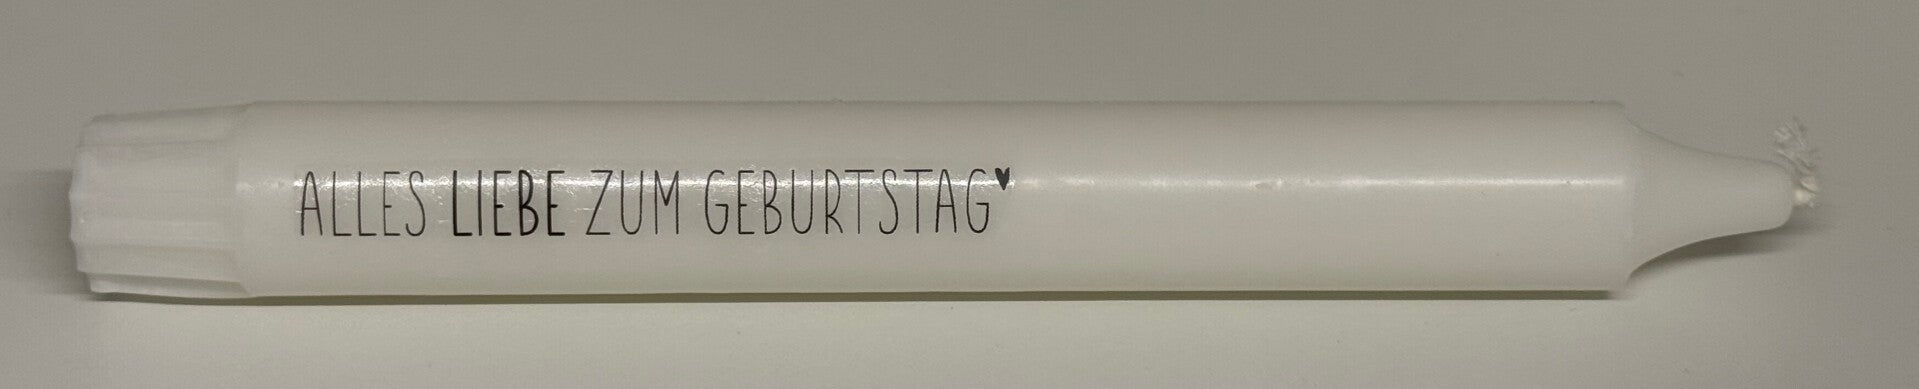 ALLES LIEBE ZUM GEBURTSTAG♥